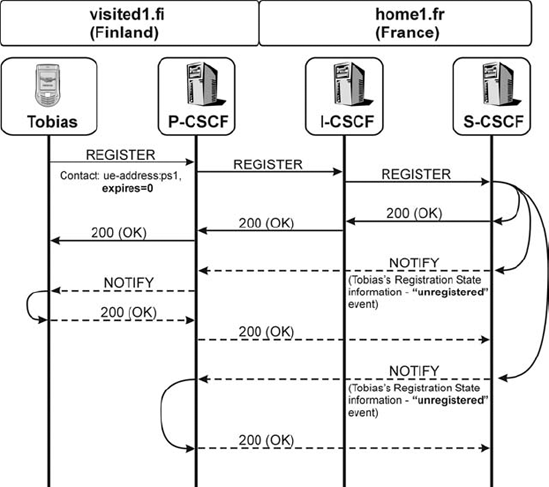 visited1.fi
(Finland)
home1.fr
(France)
Tobias
P-CSCF
I-CSCF
S-CSCF
REGISTER
Contact: ue-address:ps1,
expires=0
REGISTER
REGISTER
200 (OK)
200 (OK)
200 (OK)
NOTIFY
(Tobias's Registration State
information - “unregistered”
event)
NOTIFY
200 (OK)
200 (OK)
NOTIFY
(Tobias's Registration State
information - “unregistered”
event)
200 (OK)